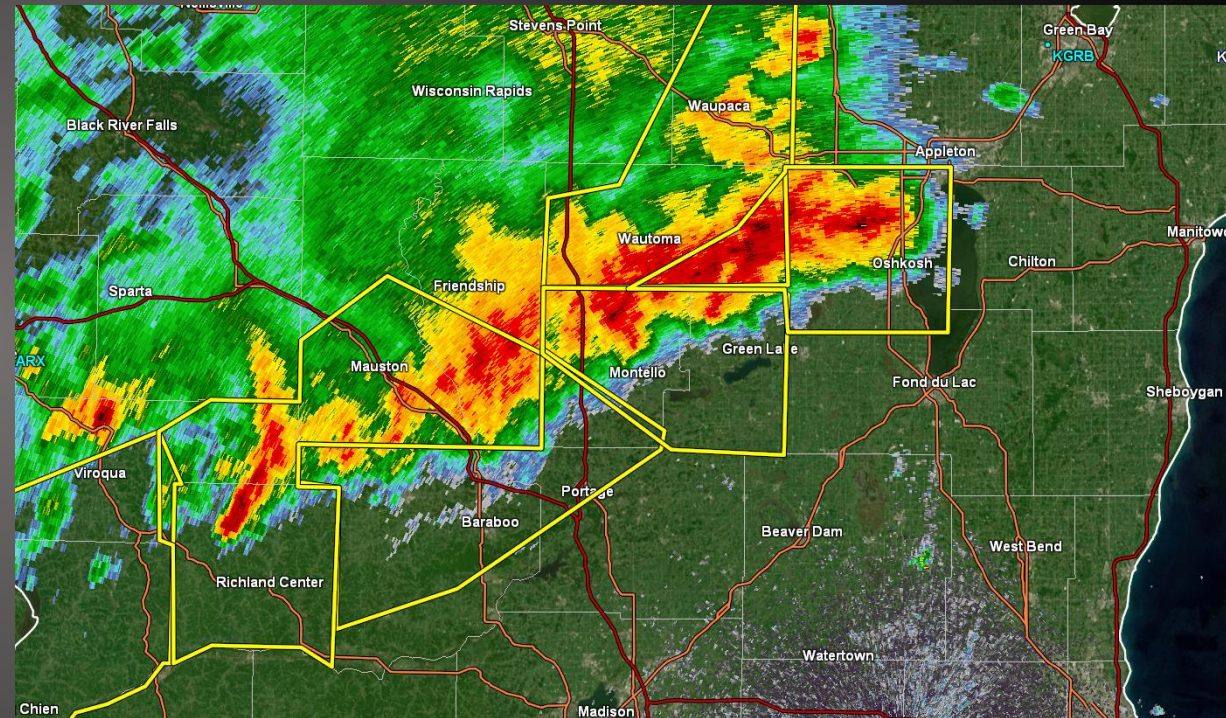 Stevens Point
Green Bay
KGRB
K
Wisconsin Rapids
Waupaca
Black River Falls
Appleton
Manitowo
Wautoma
Oshkosh
Chilton
Sparta
Friendship
ARX
Mauston
Green Lake
Montello
Fond du Lac
Sheboygan
Viroqua
Portage
Baraboo
Beaver Dam
West Bend
Richland Center
Watertown
Chien
Madison